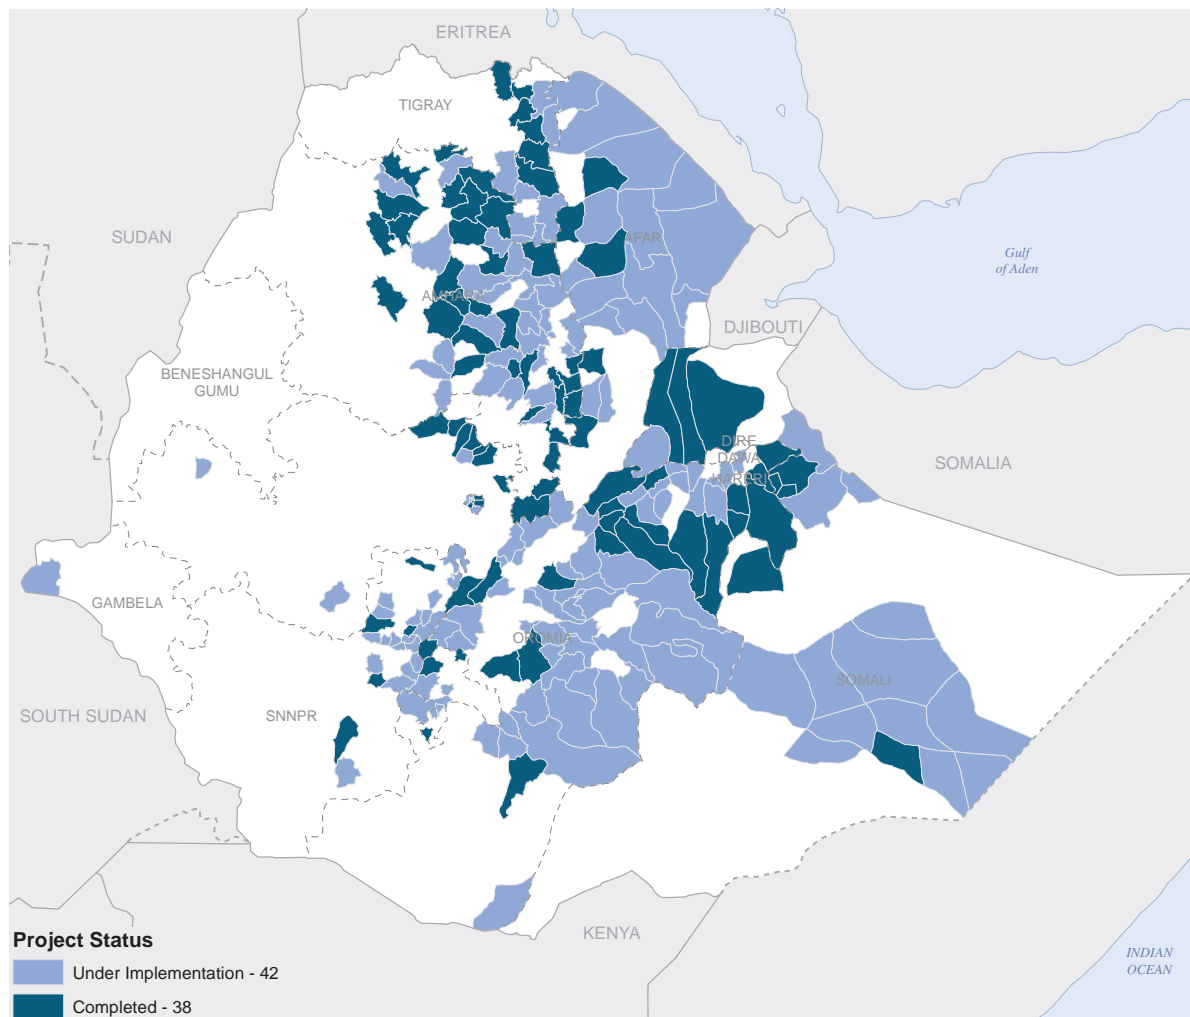 ERITREA
TIGRAY
SUDAN
AFAR
Gulf
of Aden
AMHARA
DJIBOUTI
BENESHANGUL
GUMU
DIRE
DAWA
SOMALIA
HARERI
GAMBELA
OROMIA
SOMALI
SOUTH SUDAN
SNNPR
KENYA
Project Status
INDIAN
OCEAN
Under Implementation - 42
Completed - 38